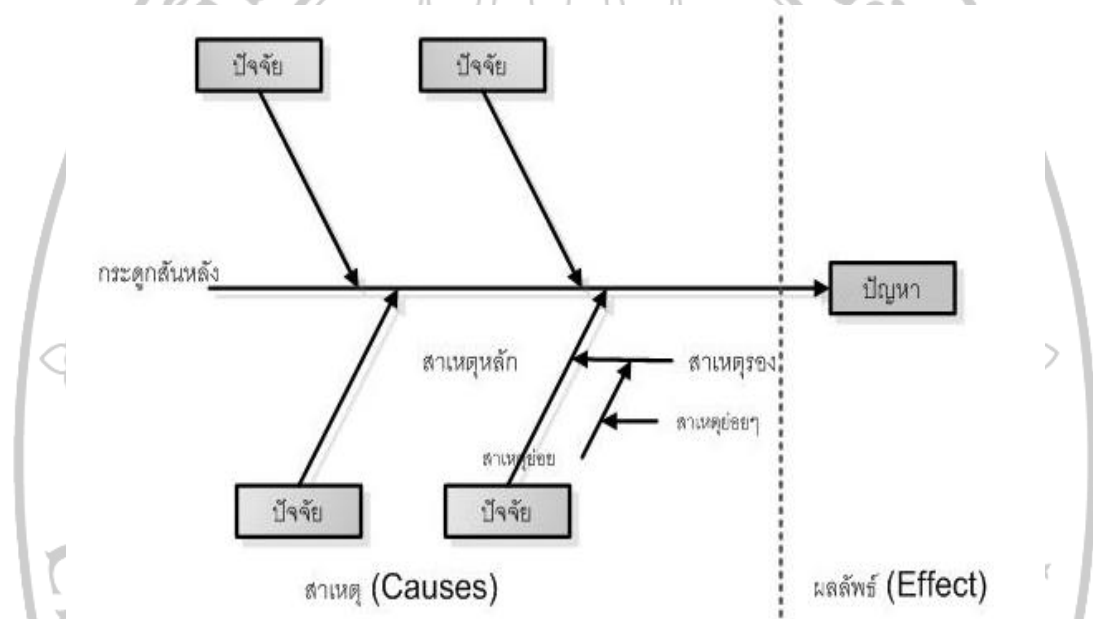 ปัจจัย
ปัจจัย
กระดูกสันหลัง
ปัญหา
สาเหตุหลัก
สาเหตุรอง
สาเหตุย่อยๆ
สาเหตุย่อย
ปัจจัย
ปัจจัย
สาเหตุ (Causes)
ผลลัพธ์ (Effect)